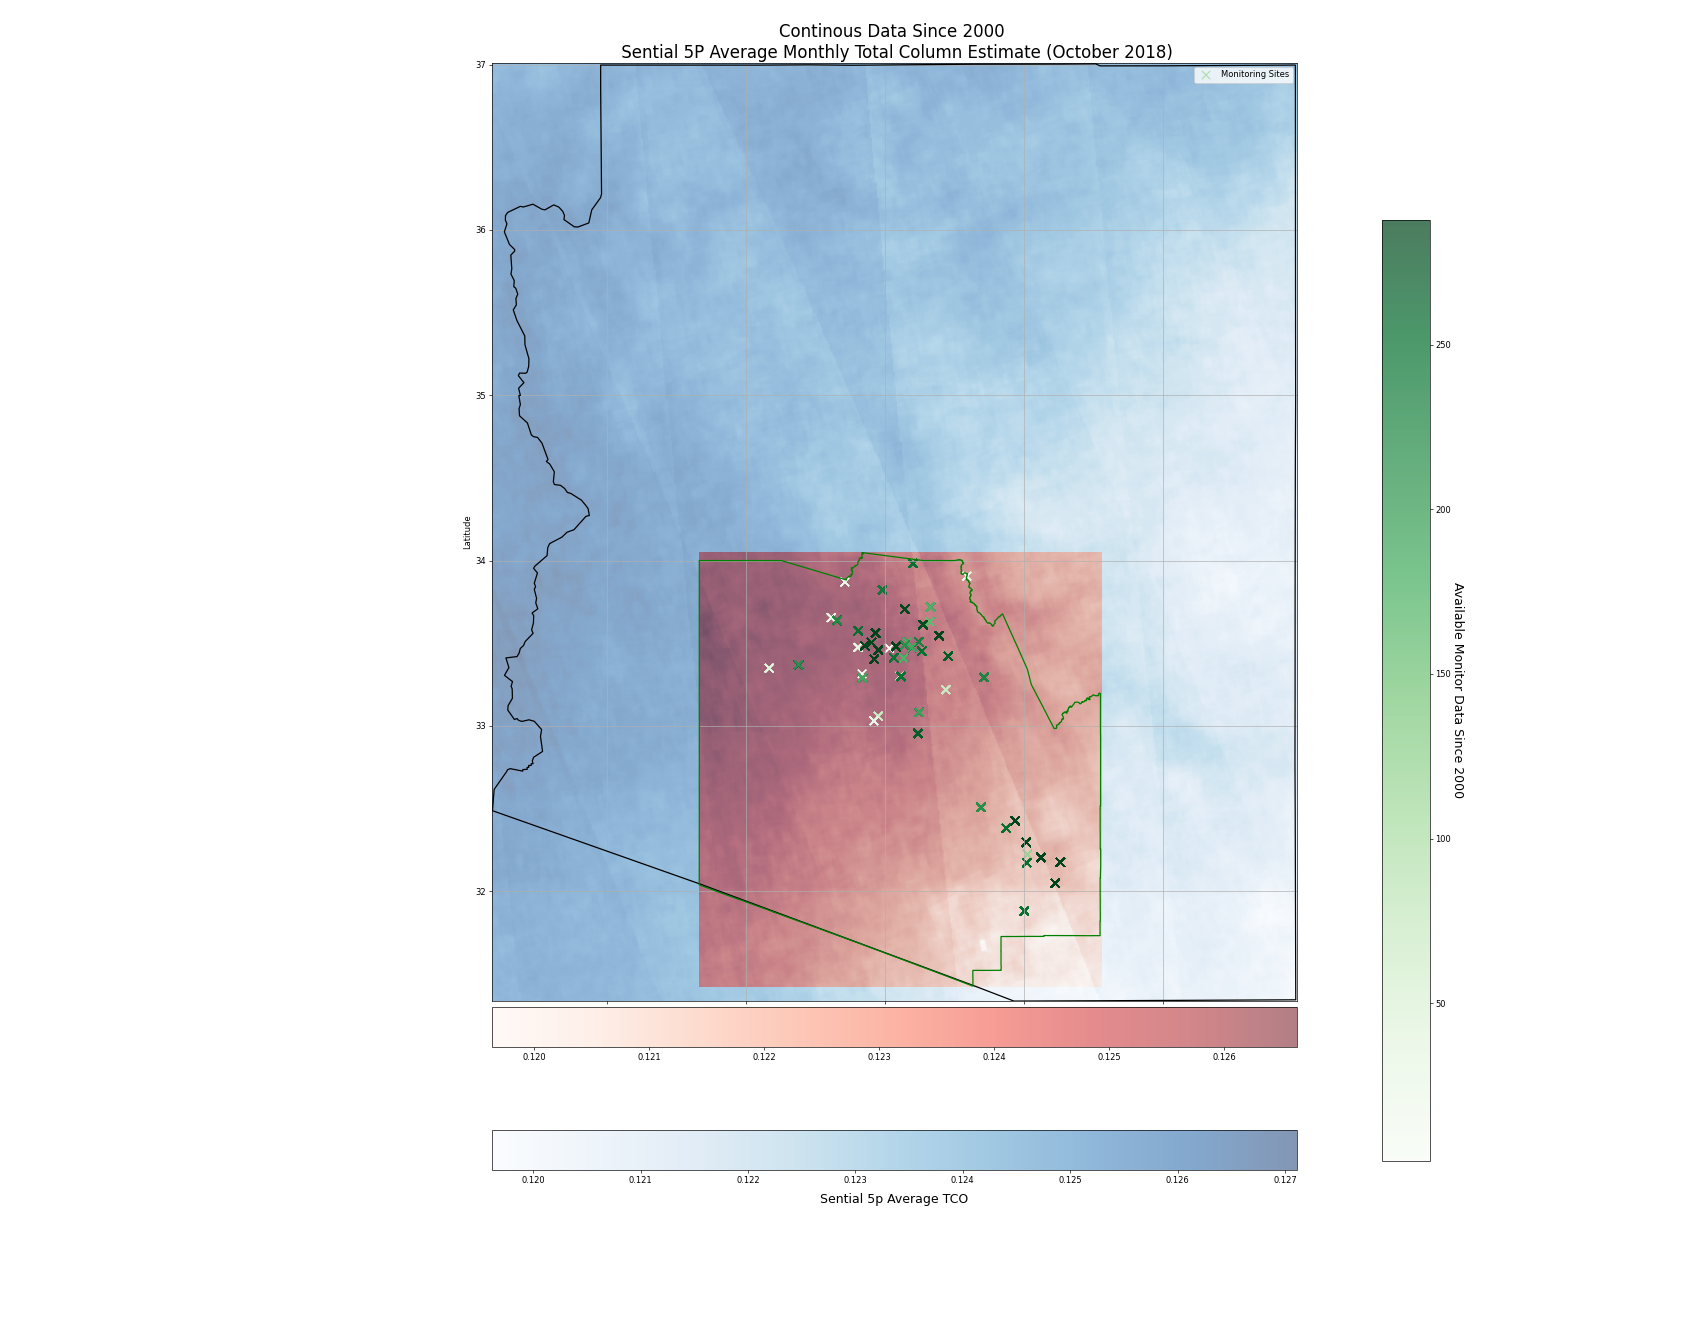 Continous Data Since 2000
Sential 5P Average Monthly Total Column Estimate (October 2018)
Monitoring Sites
37
36
35
34
33
32
Latitude
0.120 0.121 0.122 0.123 0.124 0.125 0.126
0.120 0.121 0.122 0.123 0.124 0.125 0.126 0.127
Sential 5p Average TCO
250
200
150
100
50
Available Monitor Data Since 2000